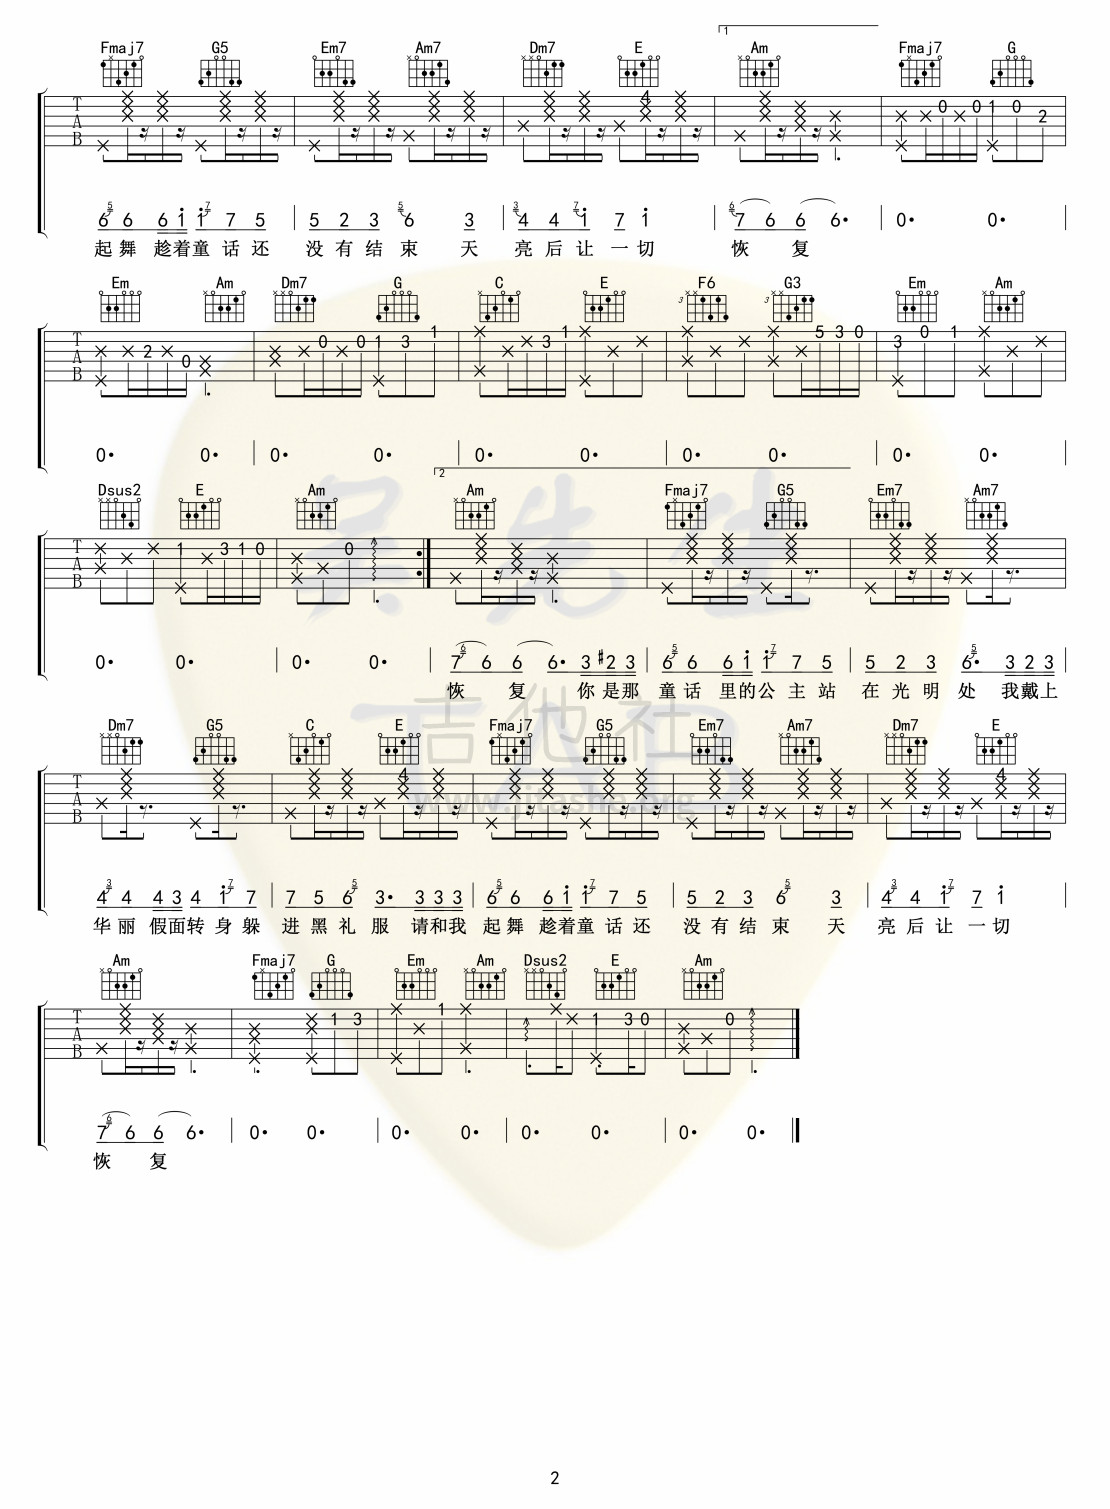 1
Fmaj7 G5 Em7 Am7 Dm7 E Am Fmaj7 G
T A B 4 0 0 1 0 2
6 6 6 1 1 7 5 5 2 3 6 3 4 4 1 7 1 7 6 6 6· 0· 0·
起舞 趁着童话还 没有结束 天 亮后让一切 恢 复
Em Am Dm7 G C E F6 G3 Em Am
T A B 2 0 0 0 1 3 1 3 1 5 3 0 3 0 1
0· 0· 0· 0· 0· 0· 0· 0· 0· 0·
2
Dsus2 E Am Am Fmaj7 G5 Em7 Am7
吴先生
T A B 1 3 1 0 0
0· 0· 0· 0· 7 6 6 6· 3 #2 3 6 6 6 1 1 7 5 5 2 3 6· 3 2 3
恢 复 你是那 童话 里的公主站 在光明处 我戴上
吉他社
TAB
www.jitashe.org
Dm7 G5 C E Fmaj7 G5 Em7 Am7 Dm7 E
T A B 4 4
4 4 4 3 4 1 7 7 5 6 3· 3 3 3 6 6 6 1 1 7 5 5 2 3 6 3 4 4 1 7 1
华丽 假面转身躲 进黑礼服 请和我 起舞 趁着童话还 没有结束 天 亮后让一切
Am Fmaj7 G Em Am Dsus2 E Am
T A B 1 3 1 1 3 0 0
7 6 6 6· 0· 0· 0· 0· 0· 0· 0· 0·
恢 复
2